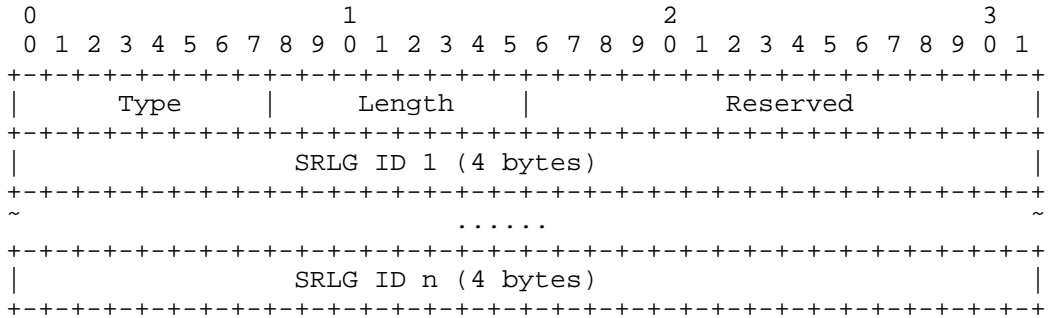 0                   1                   2                   3
 0 1 2 3 4 5 6 7 8 9 0 1 2 3 4 5 6 7 8 9 0 1 2 3 4 5 6 7 8 9 0 1
+-+-+-+-+-+-+-+-+-+-+-+-+-+-+-+-+-+-+-+-+-+-+-+-+-+-+-+-+-+-+-+-+
|      Type     |     Length    |            Reserved           |
+-+-+-+-+-+-+-+-+-+-+-+-+-+-+-+-+-+-+-+-+-+-+-+-+-+-+-+-+-+-+-+-+
|                 SRLG ID 1 (4 bytes)                           |
+-+-+-+-+-+-+-+-+-+-+-+-+-+-+-+-+-+-+-+-+-+-+-+-+-+-+-+-+-+-+-+-+
~                           ......                              ~
+-+-+-+-+-+-+-+-+-+-+-+-+-+-+-+-+-+-+-+-+-+-+-+-+-+-+-+-+-+-+-+-+
|                 SRLG ID n (4 bytes)                           |
+-+-+-+-+-+-+-+-+-+-+-+-+-+-+-+-+-+-+-+-+-+-+-+-+-+-+-+-+-+-+-+-+